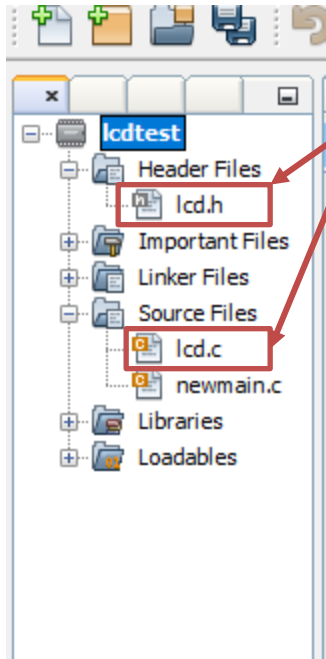 lcdtest
Header Files
lcd.h
Important Files
Linker Files
Source Files
lcd.c
newmain.c
Libraries
Loadables